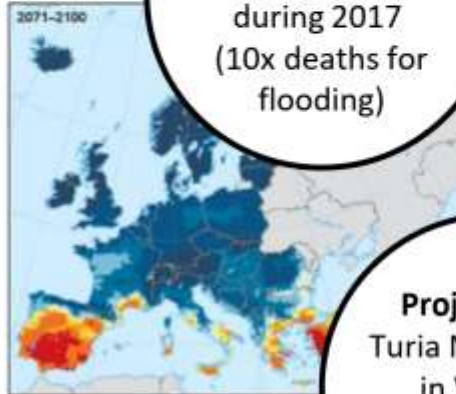 2071-2100
during 2017
(10x deaths for
flooding)
Proj
Turia M
in